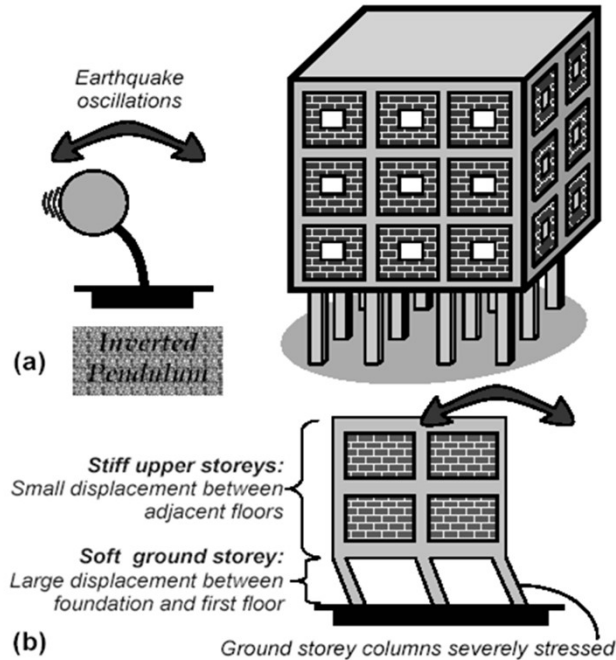 Earthquake
oscillations
(a)
Inverted
Pendulum
Stiff upper storeys:
Small displacement between
adjacent floors
Soft ground storey:
Large displacement between
foundation and first floor
(b)
Ground storey columns severely stressed